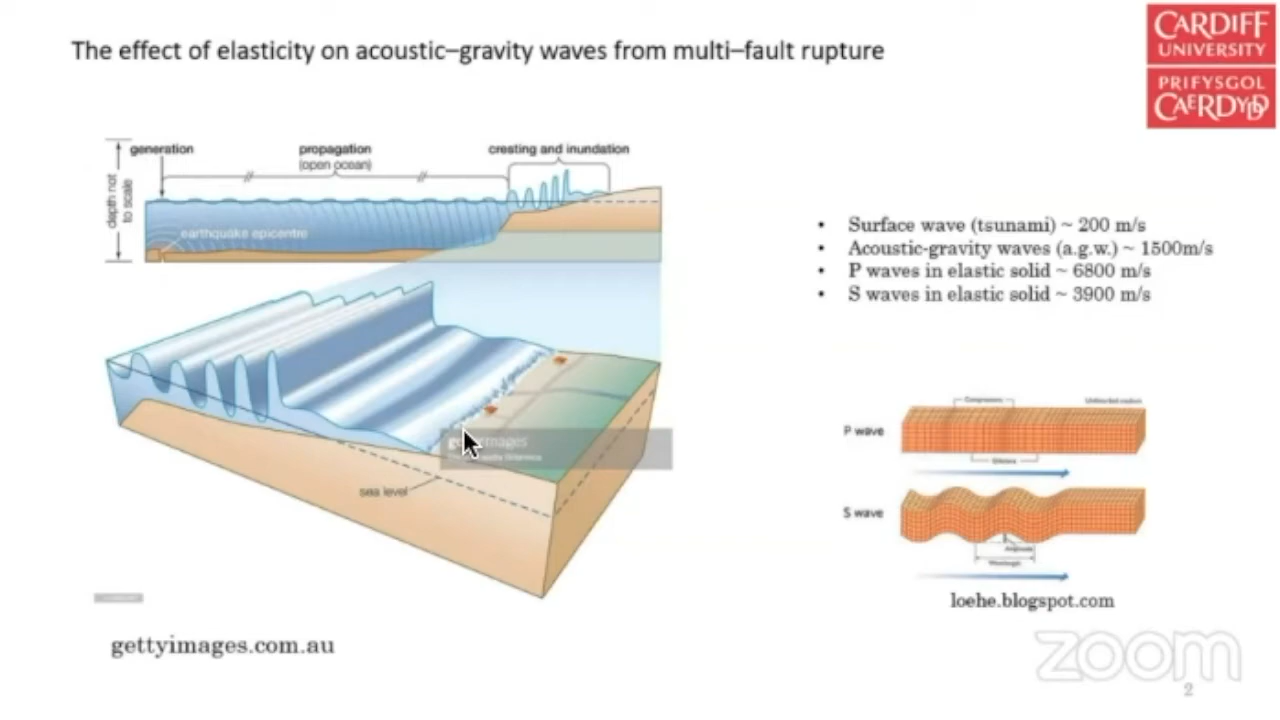 The effect of elasticity on acoustic–gravity waves from multi–fault rupture
CARDIFF
UNIVERSITY
PRIFYSGOL
CAERDYDD
generation
propagation
(open ocean)
cresting and inundation
depth not
to scale
earthquake epicentre
sea level
gettyimages.com.au
• Surface wave (tsunami) ~ 200 m/s
• Acoustic-gravity waves (a.g.w.) ~ 1500m/s
• P waves in elastic solid ~ 6800 m/s
• S waves in elastic solid ~ 3900 m/s
P wave
S wave
Amplitude
Wavelength
loehe.blogspot.com
zoom
2